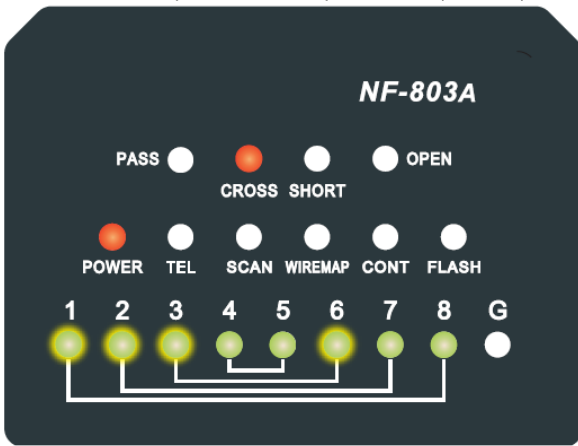 NF-803A
PASS OPEN
CROSS SHORT
POWER TEL SCAN WIREMAP CONT FLASH
1 2 3 4 5 6 7 8 G